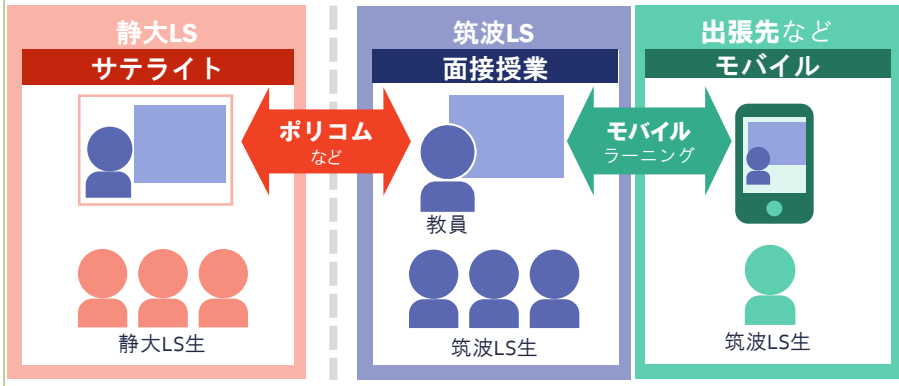 静大LS
サテライト
静大LS生
ポリコム
など
筑波LS
面接授業
教員
筑波LS生
モバイル
ラーニング
出張先など
モバイル
筑波LS生